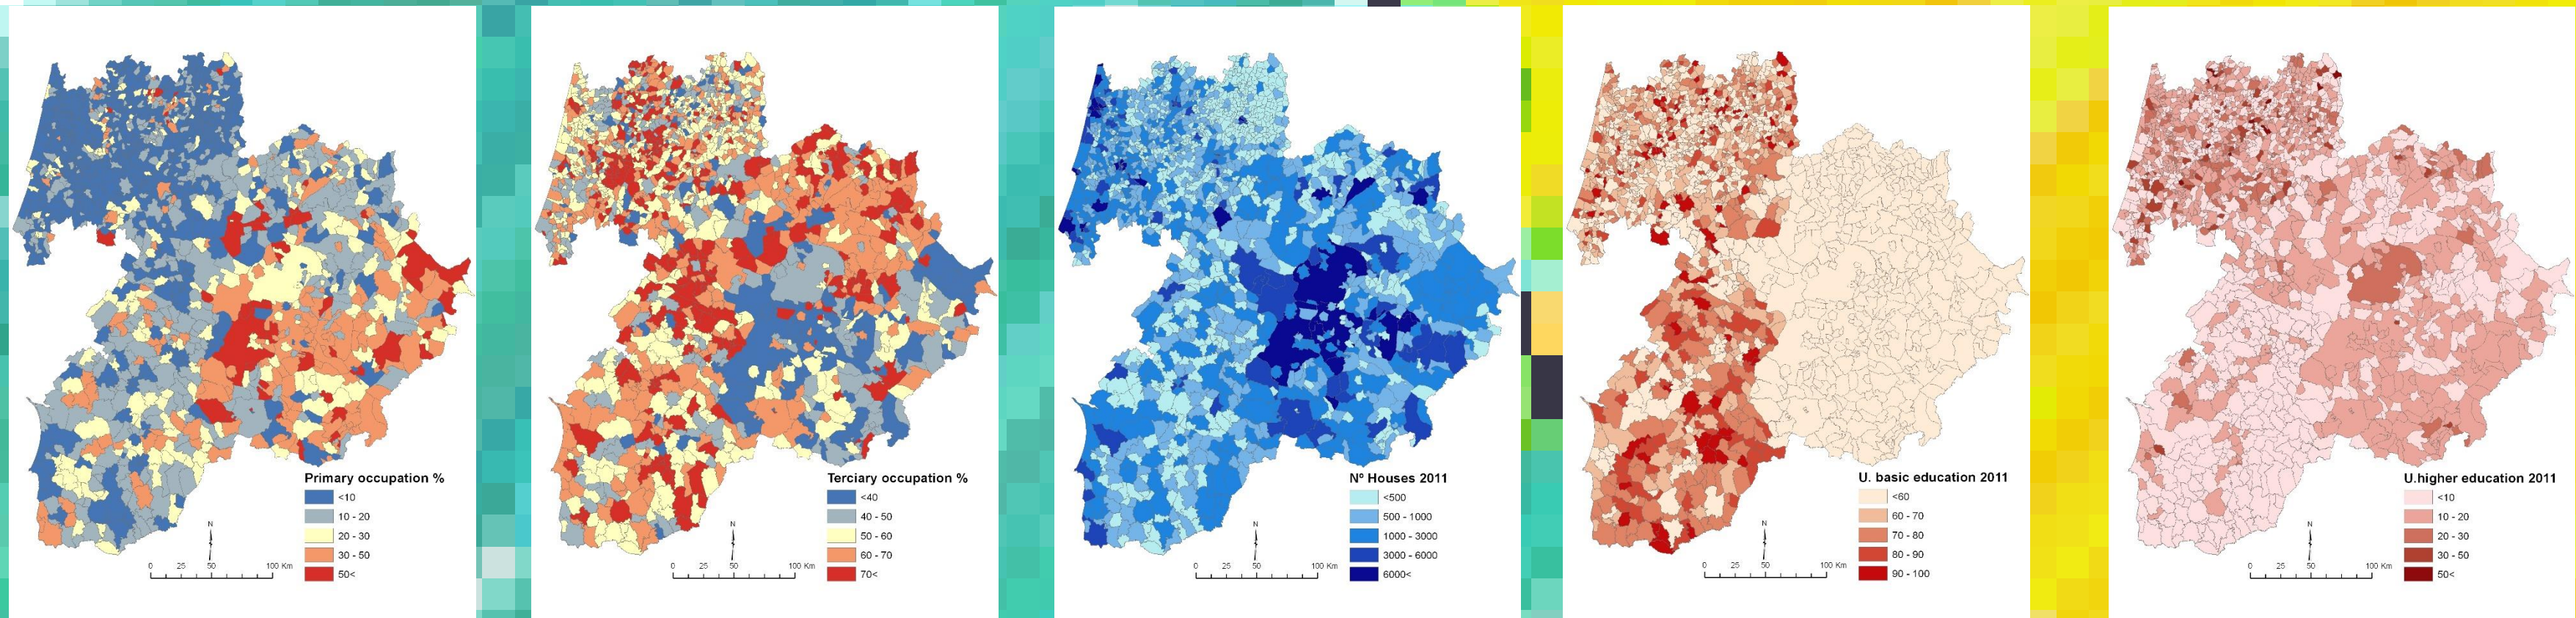 Primary occupation %
<10
10 - 20
20 - 30
30 - 50
50<
N
0 25 50 100 Km
Terciary occupation %
<40
40 - 50
50 - 60
60 - 70
70<
N
0 25 50 100 Km
Nº Houses 2011
<500
500 - 1000
1000 - 3000
3000 - 6000
6000<
N
0 25 50 100 Km
U. basic education 2011
<60
60 - 70
70 - 80
80 - 90
90 - 100
N
0 25 50 100 Km
U.higher education 2011
<10
10 - 20
20 - 30
30 - 50
50<
N
0 25 50 100 Km